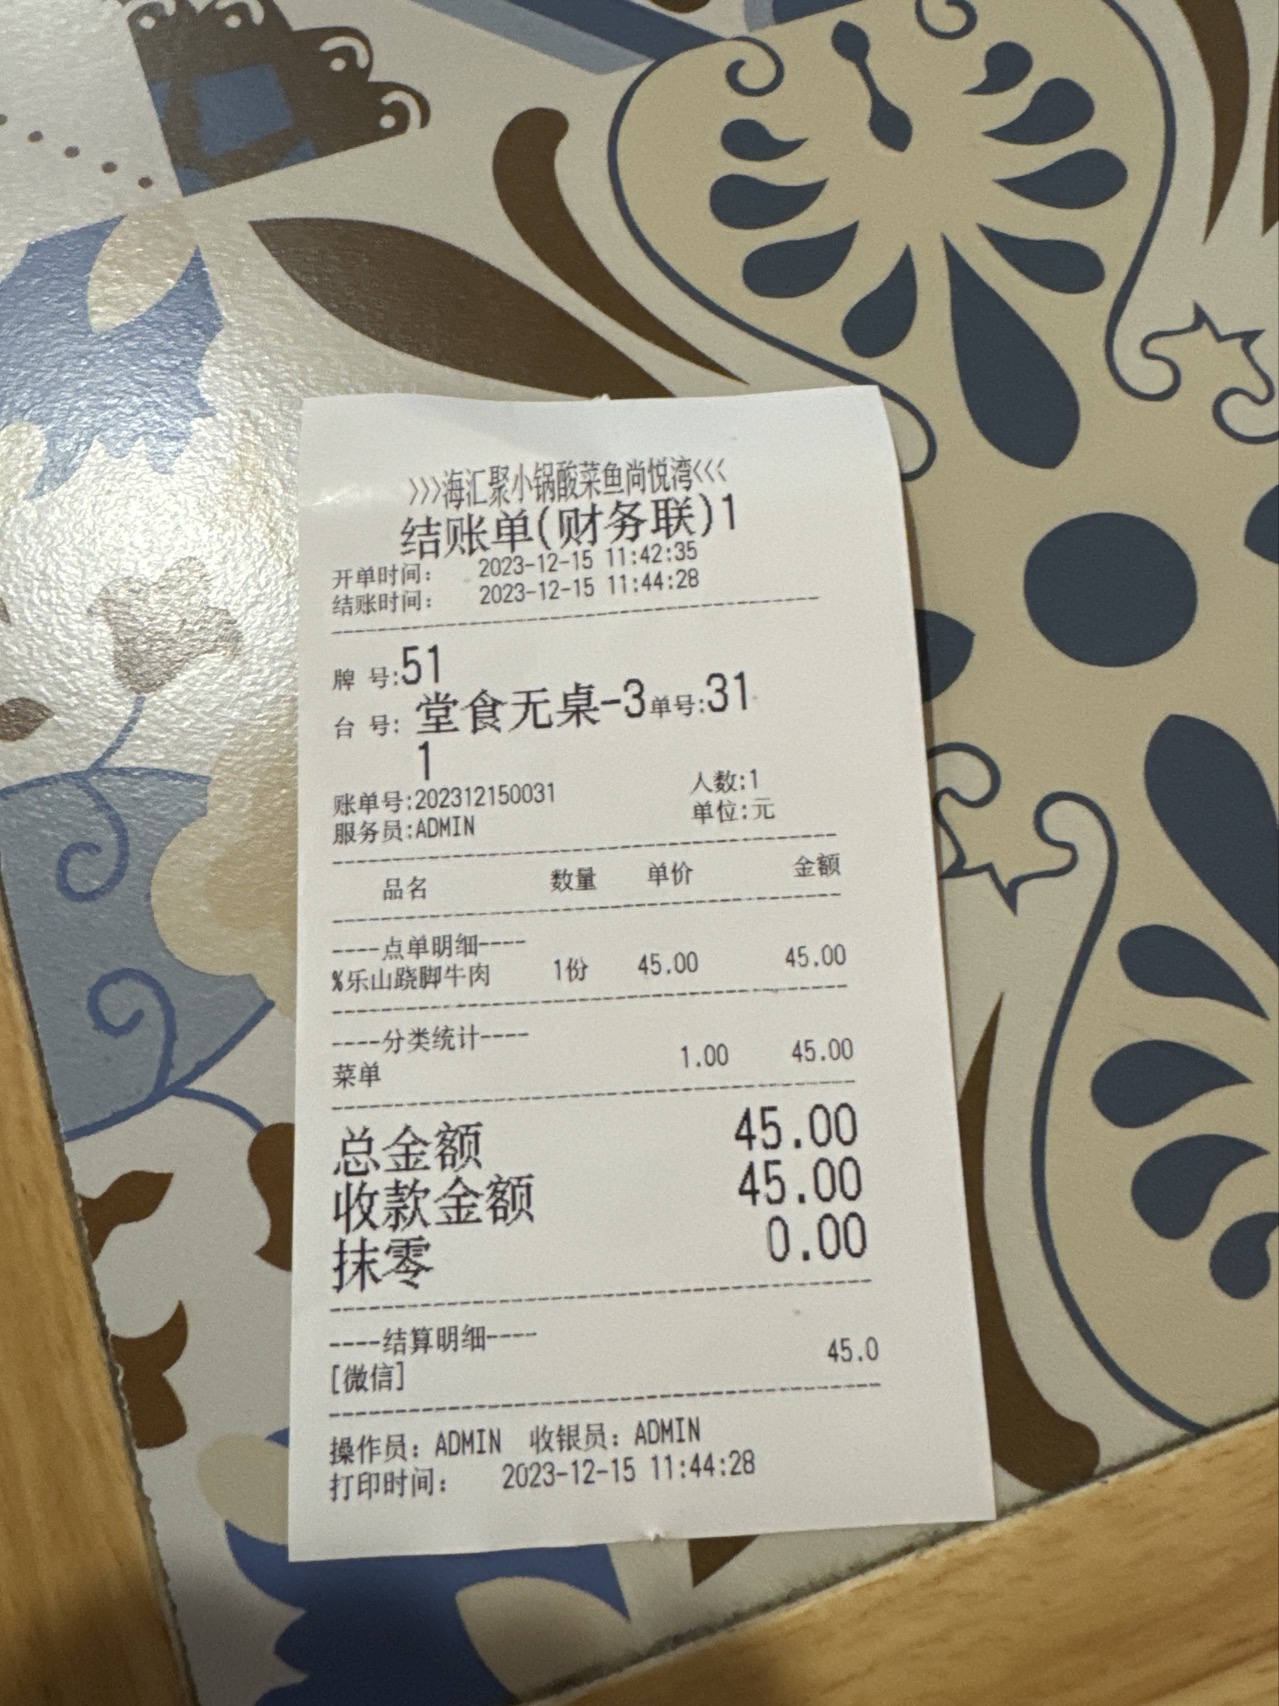 >>>海汇聚小锅酸菜鱼尚悦湾<<<
结账单(财务联)1
开单时间: 2023-12-15 11:42:35
结账时间: 2023-12-15 11:44:28
牌 号:51
台 号: 堂食无桌-3单号:31
1
账单号:202312150031 人数:1
服务员:ADMIN 单位:元
品名 数量 单价 金额
----点单明细----
%乐山跷脚牛肉 1份 45.00 45.00
----分类统计----
菜单 1.00 45.00
总金额 45.00
收款金额 45.00
抹零 0.00
----结算明细----
[微信] 45.0
操作员: ADMIN 收银员: ADMIN
打印时间: 2023-12-15 11:44:28